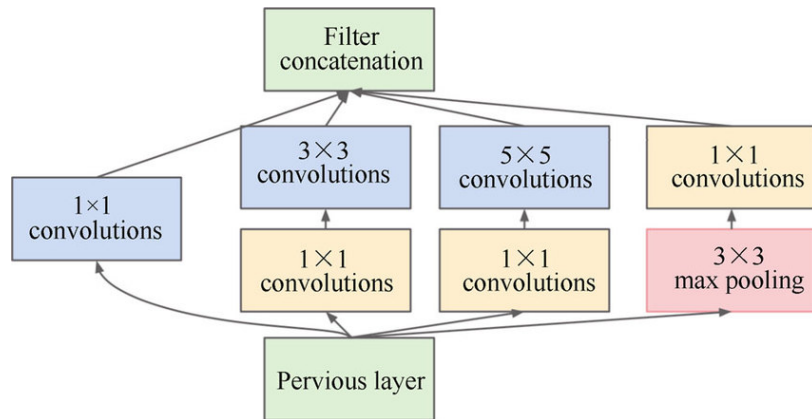 Filter
concatenation
3×3
convolutions
5×5
convolutions
1×1
convolutions
1×1
convolutions
1×1
convolutions
1×1
convolutions
3×3
max pooling
Pervious layer